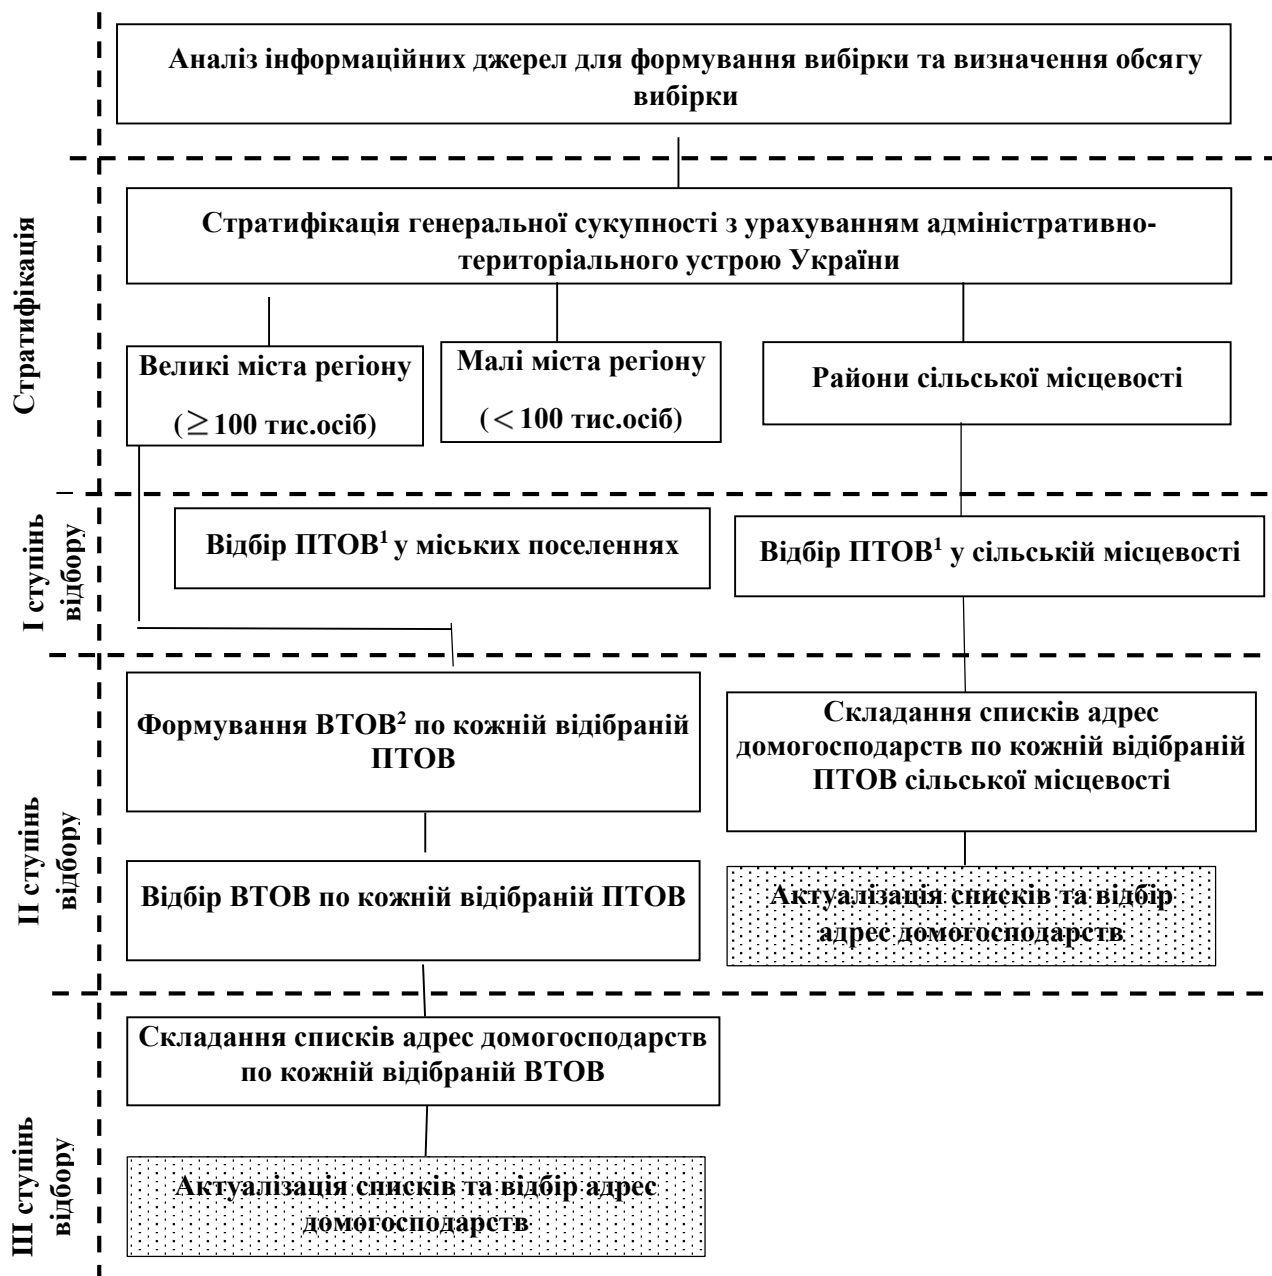 Аналіз інформаційних джерел для формування вибірки та визначення обсягу
вибірки
Стратифікація
Стратифікація генеральної сукупності з урахуванням адміністративно-
територіального устрою України
Великі міста регіону
(≥100 тис.осіб)
Малі міста регіону
(<100 тис.осіб)
Райони сільської місцевості
І ступінь
відбору
Відбір ПТОВ¹ у міських поселеннях
Відбір ПТОВ¹ у сільській місцевості
ІІ ступінь
відбору
Формування ВТОВ² по кожній відібраній
ПТОВ
Складання списків адрес
домогосподарств по кожній відібраній
ПТОВ сільської місцевості
Відбір ВТОВ по кожній відібраній ПТОВ
Актуалізація списків та відбір
адрес домогосподарств
ІІІ ступінь
відбору
Складання списків адрес домогосподарств
по кожній відібраній ВТОВ
Актуалізація списків та відбір адрес
домогосподарств